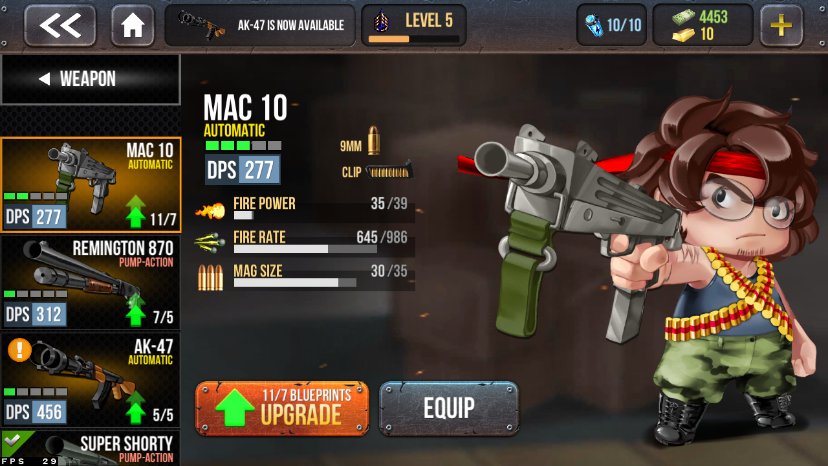 AK-47 IS NOW AVAILABLE
LEVEL 5
10/10
4453
10
WEAPON
MAC 10
AUTOMATIC
DPS 277
11/7
REMINGTON 870
PUMP-ACTION
DPS 312
7/5
AK-47
AUTOMATIC
DPS 456
5/5
SUPER SHORTY
PUMP-ACTION
FPS 29
MAC 10
AUTOMATIC
DPS 277
9MM
CLIP
FIRE POWER 35/39
FIRE RATE 645/986
MAG SIZE 30/35
11/7 BLUEPRINTS
UPGRADE
EQUIP